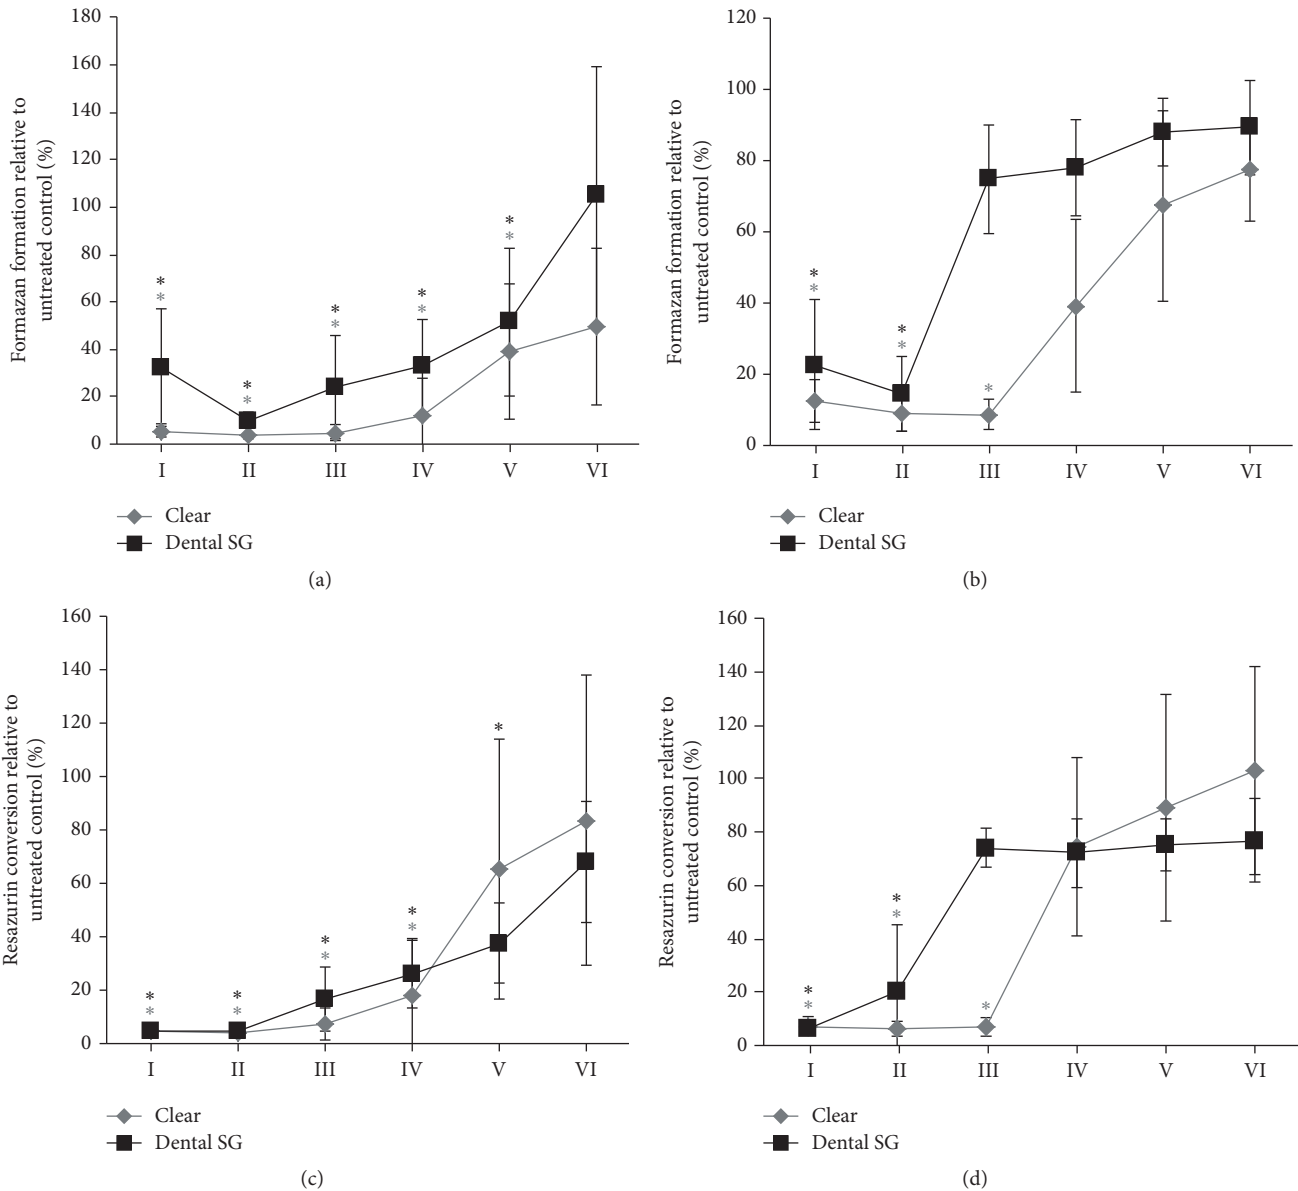 Formazan formation relative to
untreated control (%)
180
160
140
120
100
80
60
40
20
0
*
*
*
*
*
*
*
*
*
*
I II III IV V VI
Clear
Dental SG
(a)
Formazan formation relative to
untreated control (%)
120
100
80
60
40
20
0
*
*
*
*
*
I II III IV V VI
Clear
Dental SG
(b)
Resazurin conversion relative to
untreated control (%)
160
140
120
100
80
60
40
20
0
*
*
*
*
*
*
*
*
*
I II III IV V VI
Clear
Dental SG
(c)
Resazurin conversion relative to
untreated control (%)
160
140
120
100
80
60
40
20
0
*
*
*
*
*
I II III IV V VI
Clear
Dental SG
(d)